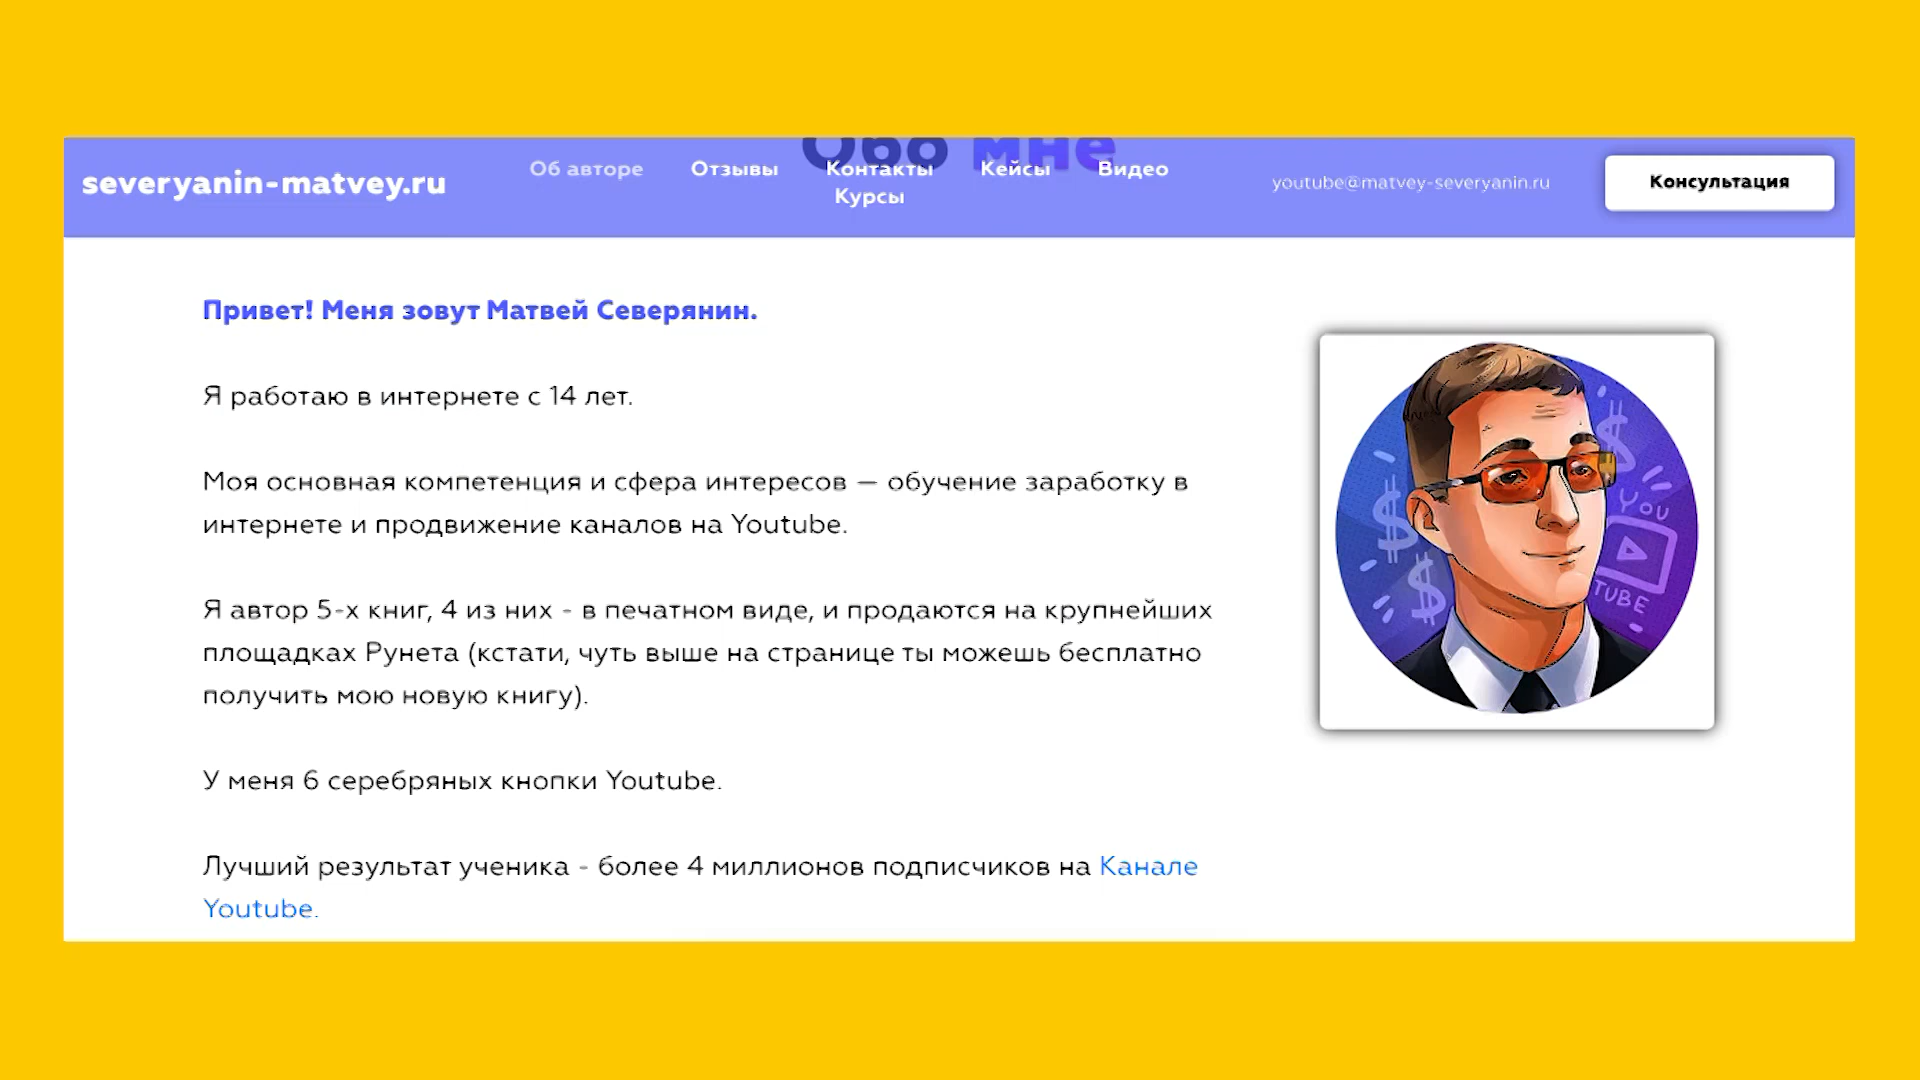 Обо мне
severyanin-matvey.ru
Об авторе Отзывы Контакты Кейсы Видео
Курсы
youtube@matvey-severyanin.ru
Консультация
Привет! Меня зовут Матвей Северянин.
Я работаю в интернете с 14 лет.
Моя основная компетенция и сфера интересов — обучение заработку в
интернете и продвижение каналов на Youtube.
Я автор 5-х книг, 4 из них - в печатном виде, и продаются на крупнейших
площадках Рунета (кстати, чуть выше на странице ты можешь бесплатно
получить мою новую книгу).
У меня 6 серебряных кнопки Youtube.
Лучший результат ученика - более 4 миллионов подписчиков на Канале
Youtube.
$ $ $
YOU
TUBE